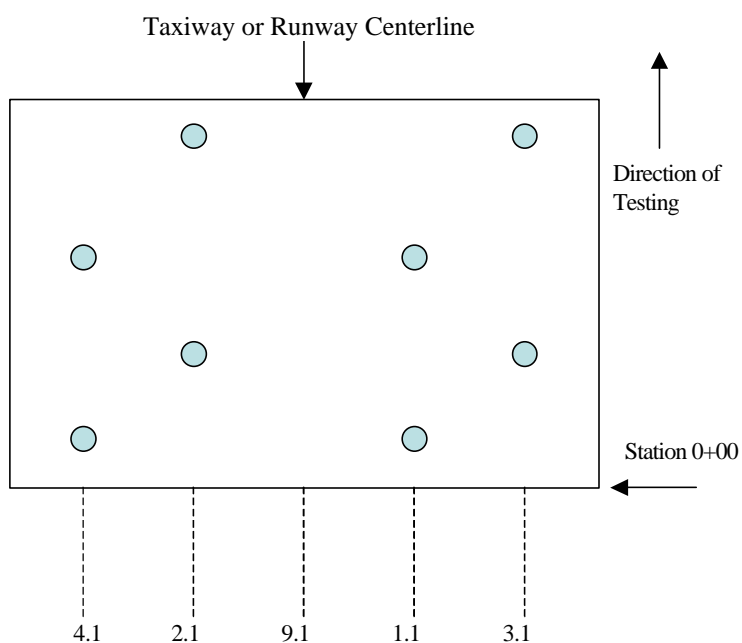 Taxiway or Runway Centerline
Direction of
Testing
Station 0+00
4.1 2.1 9.1 1.1 3.1